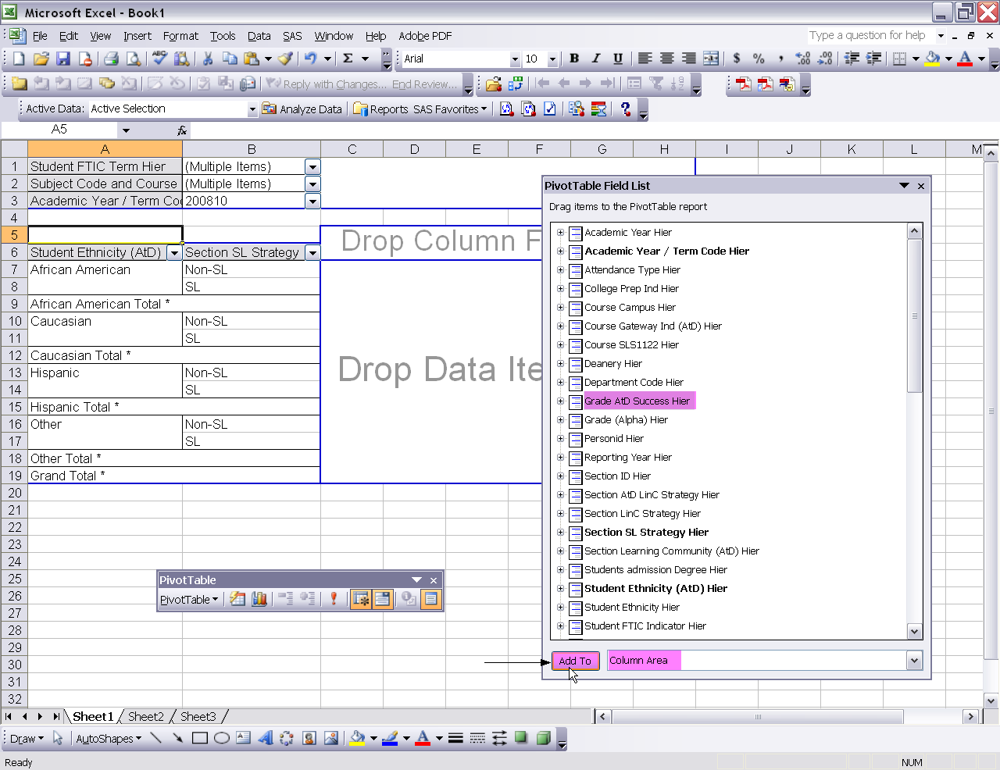 Microsoft Excel - Book1
File Edit View Insert Format Tools Data SAS Window Help Adobe PDF
Type a question for help
Arial 10 B I U $ % ,
Reply with Changes... End Review...
Active Data: Active Selection Analyze Data Reports SAS Favorites
A5 fx
A B C D E F G H I J K L M
1 Student FTIC Term Hier (Multiple Items)
2 Subject Code and Course (Multiple Items)
3 Academic Year / Term Co 200810
4
5 Drop Column F
6 Student Ethnicity (AtD) Section SL Strategy
7 African American Non-SL
8 SL
9 African American Total *
10 Caucasian Non-SL
11 SL
12 Caucasian Total *
13 Hispanic Non-SL
14 SL
15 Hispanic Total *
16 Other Non-SL
17 SL
18 Other Total *
19 Grand Total *
Drop Data Ite
20
21
22
23
24
25
26
27
28
29
30
31
32
PivotTable Field List
Drag items to the PivotTable report
Academic Year Hier
Academic Year / Term Code Hier
Attendance Type Hier
College Prep Ind Hier
Course Campus Hier
Course Gateway Ind (AtD) Hier
Course SLS1122 Hier
Deanery Hier
Department Code Hier
Grade AtD Success Hier
Grade (Alpha) Hier
Personid Hier
Reporting Year Hier
Section ID Hier
Section AtD LinC Strategy Hier
Section LinC Strategy Hier
Section SL Strategy Hier
Section Learning Community (AtD) Hier
Students admission Degree Hier
Student Ethnicity (AtD) Hier
Student Ethnicity Hier
Student FTIC Indicator Hier
Add To Column Area
PivotTable
PivotTable
Sheet1 Sheet2 Sheet3
Draw AutoShapes
Ready NUM